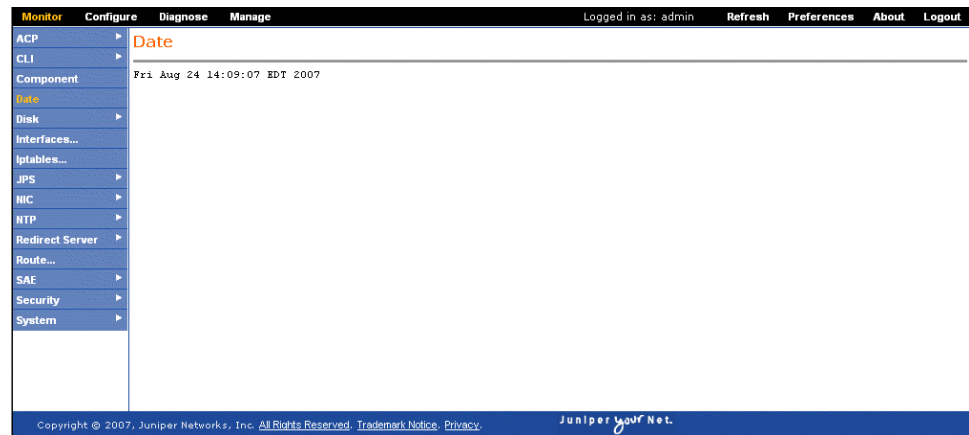 Monitor Configure Diagnose Manage Logged in as: admin Refresh Preferences About Logout
ACP
CLI
Component
Date
Disk
Interfaces...
Iptables...
JPS
NIC
NTP
Redirect Server
Route...
SAE
Security
System
Date
Fri Aug 24 14:09:07 EDT 2007
Copyright © 2007, Juniper Networks, Inc. All Rights Reserved. Trademark Notice. Privacy.
Juniper your Net.